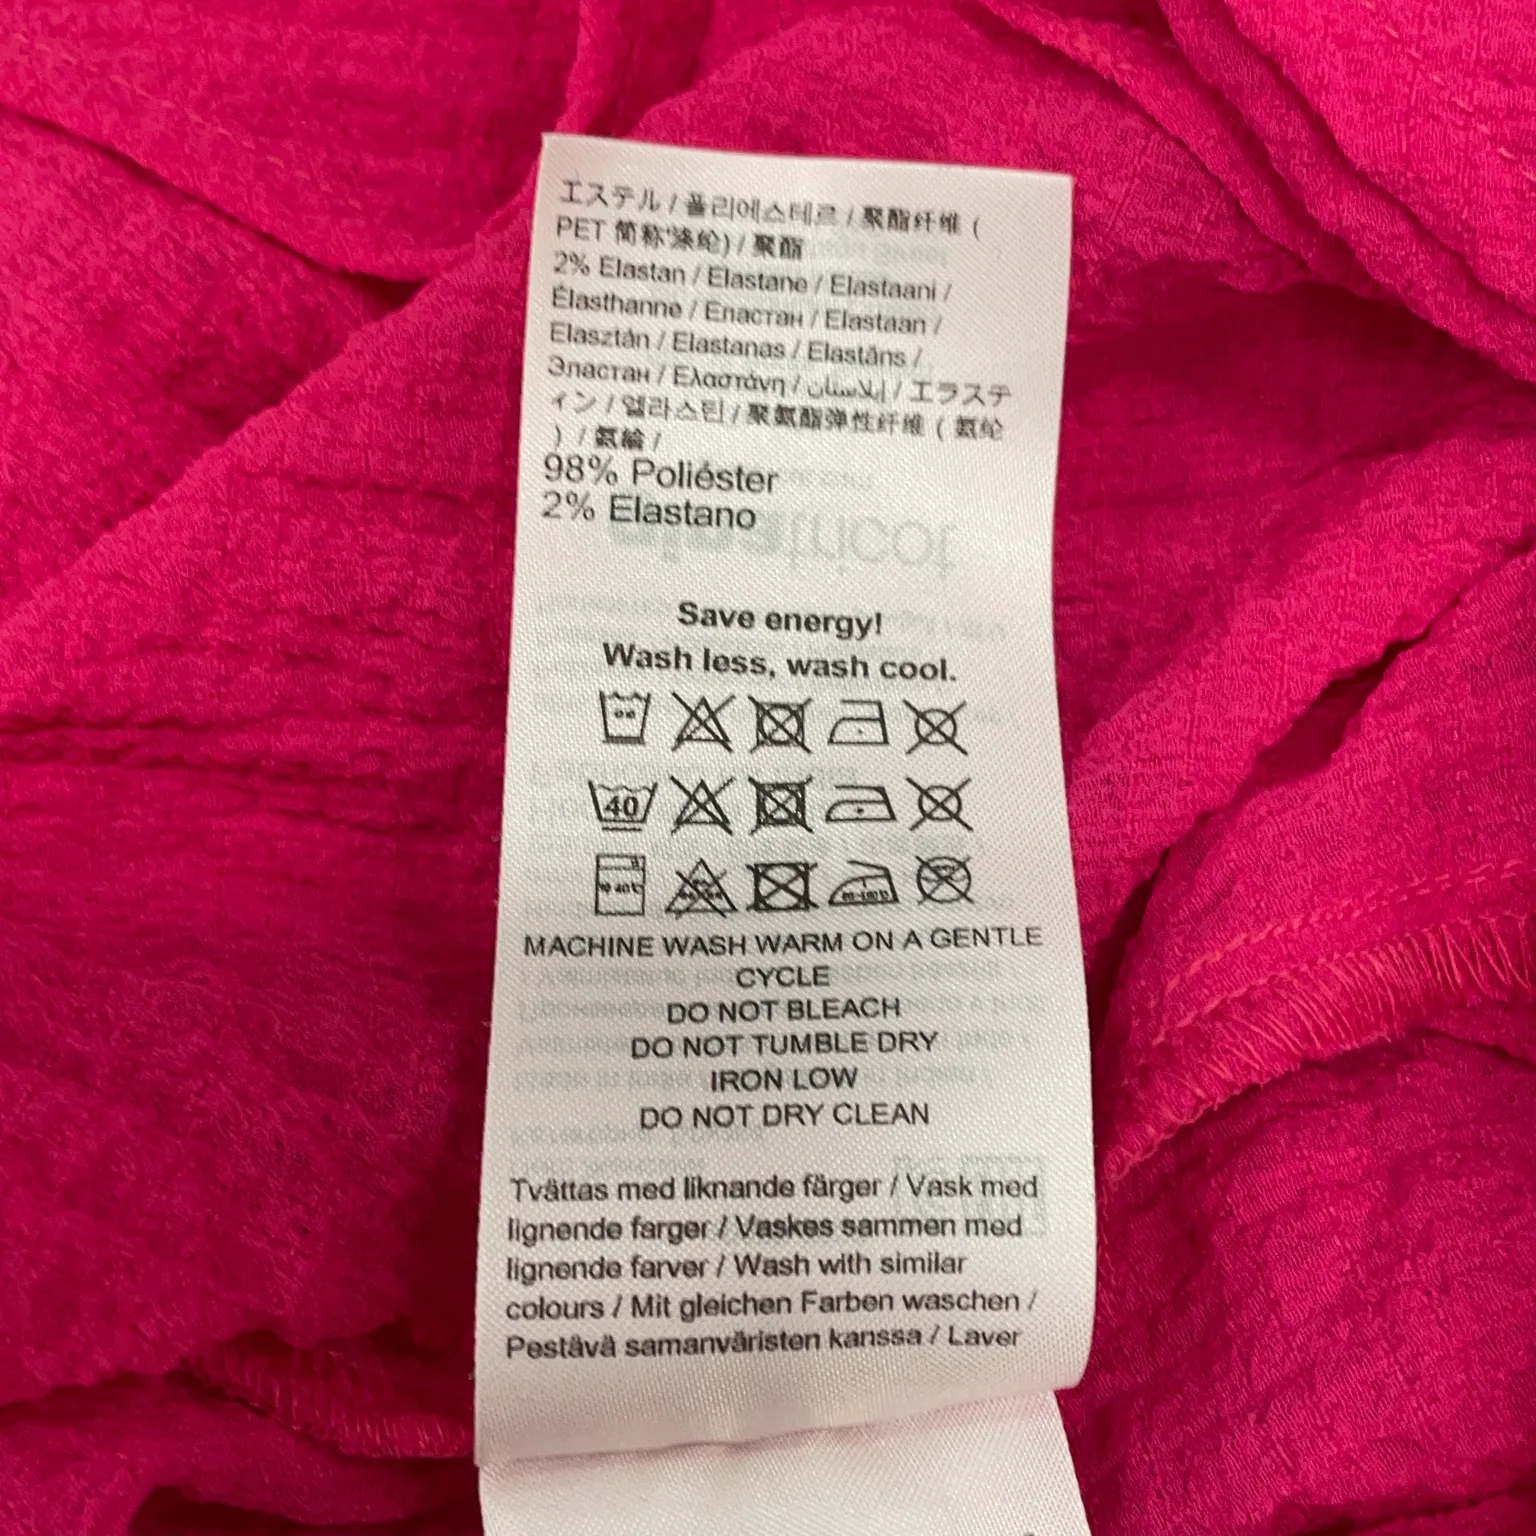 エステル / 폴리에스테르 / 聚酯纤维 (
PET 简称"涤纶) / 聚酯
2% Elastan / Elastane / Elastaani /
Élasthanne / Еластан / Elastaan /
Elasztán / Elastanas / Elastāns /
Эластан / Ελαστάνη / إيلاستان / エラステ
ィン / 엘라스틴 / 聚氨酯弹性纤维 ( 氨纶
) / 氨綸 /
98% Poliéster
2% Elastano
Save energy!
Wash less, wash cool.
40
MACHINE WASH WARM ON A GENTLE
CYCLE
DO NOT BLEACH
DO NOT TUMBLE DRY
IRON LOW
DO NOT DRY CLEAN
Tvättas med liknande färger / Vask med
lignende farger / Vaskes sammen med
lignende farver / Wash with similar
colours / Mit gleichen Farben waschen /
Pestävä samanväristen kanssa / Laver